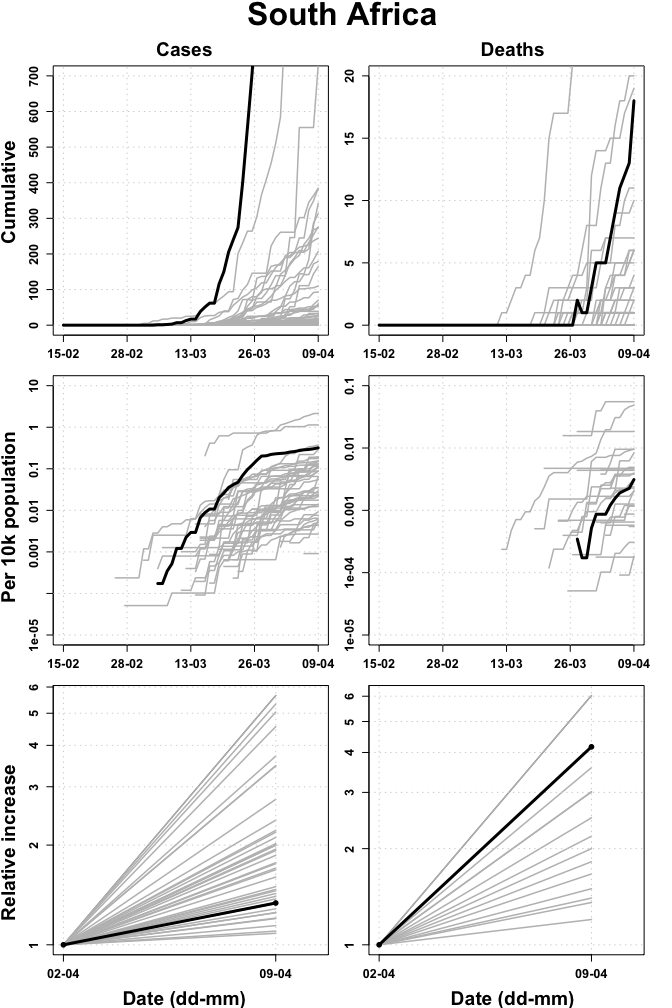 South Africa
Cases
Deaths
Cumulative
700
600
500
400
300
200
100
0
15-02 28-02 13-03 26-03 09-04
20
15
10
5
0
15-02 28-02 13-03 26-03 09-04
Per 10k population
10
1
0.1
0.01
0.001
1e-05
15-02 28-02 13-03 26-03 09-04
0.1
0.01
0.001
1e-04
1e-05
15-02 28-02 13-03 26-03 09-04
Relative increase
6
5
4
3
2
1
02-04 09-04
Date (dd-mm)
6
5
4
3
2
1
02-04 09-04
Date (dd-mm)